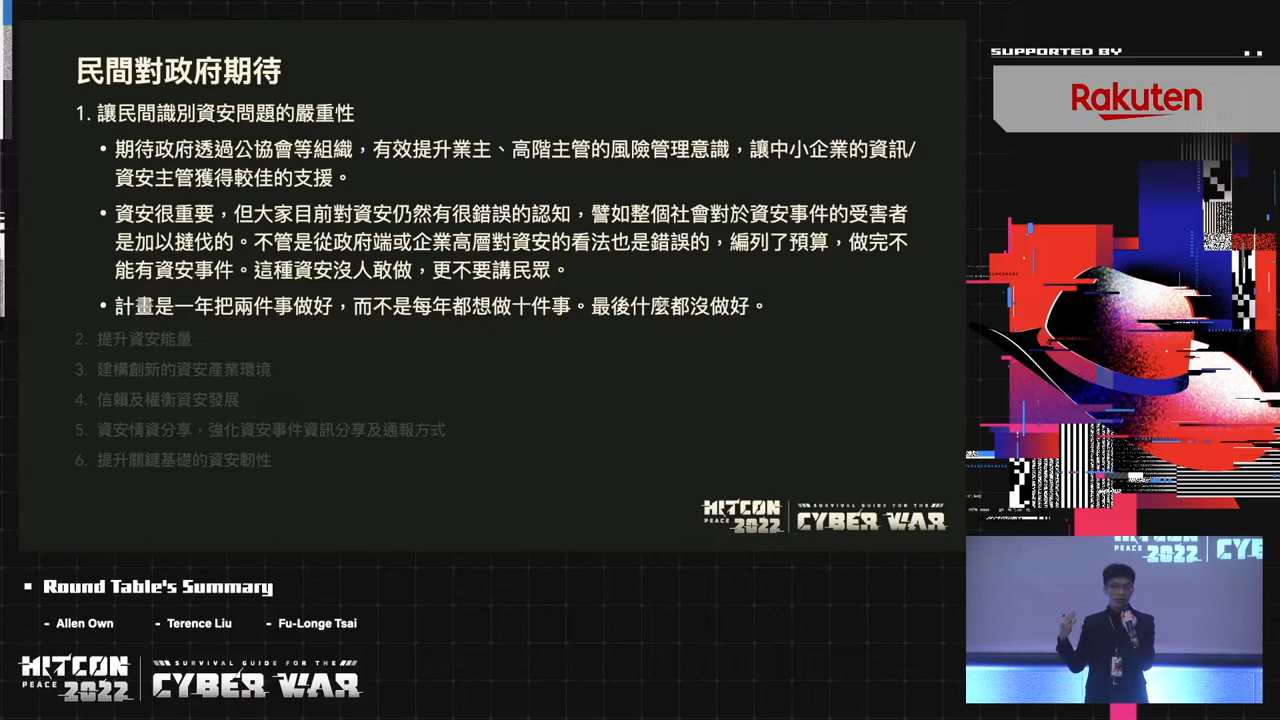 民間對政府期待
1. 讓民間識別資安問題的嚴重性
• 期待政府透過公協會等組織，有效提升業主、高階主管的風險管理意識，讓中小企業的資訊/
資安主管獲得較佳的支援。
• 資安很重要，但大家目前對資安仍然有很錯誤的認知，譬如整個社會對於資安事件的受害者
是加以撻伐的。不管是從政府端或企業高層對資安的看法也是錯誤的，編列了預算，做完不
能有資安事件。這種資安沒人敢做，更不要講民眾。
• 計畫是一年把兩件事做好，而不是每年都想做十件事。最後什麼都沒做好。
2. 提升資安能量
3. 建構創新的資安產業環境
4. 信賴及權衡資安發展
5. 資安情資分享，強化資安事件資訊分享及通報方式
6. 提升關鍵基礎的資安韌性
HITCON
PEACE 2022
SURVIVAL GUIDE FOR THE
CYBER WAR
SUPPORTED BY
Rakuten
PEACE 2022
CYBE
Round Table's Summary
- Allen Own - Terence Liu - Fu-Longe Tsai
HITCON
PEACE 2022
SURVIVAL GUIDE FOR THE
CYBER WAR